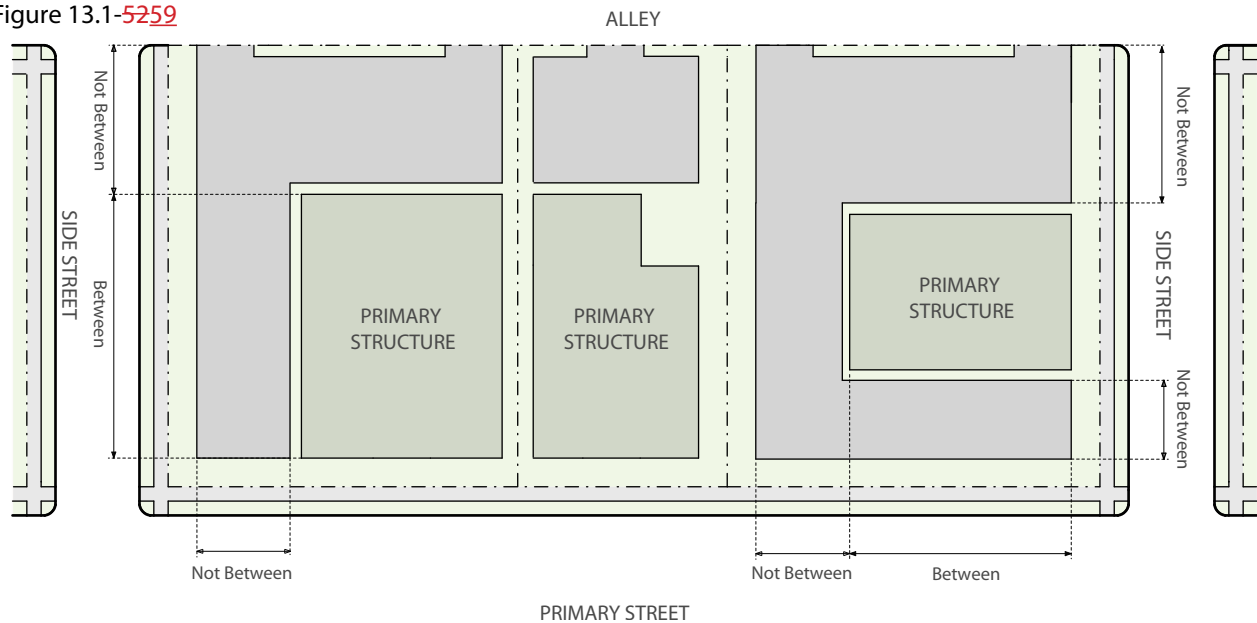 Figure 13.1-5259
ALLEY
Not Between
Not Between
SIDE STREET
SIDE STREET
Between
PRIMARY
STRUCTURE
PRIMARY
STRUCTURE
PRIMARY
STRUCTURE
Not Between
Not Between
Not Between
Between
PRIMARY STREET